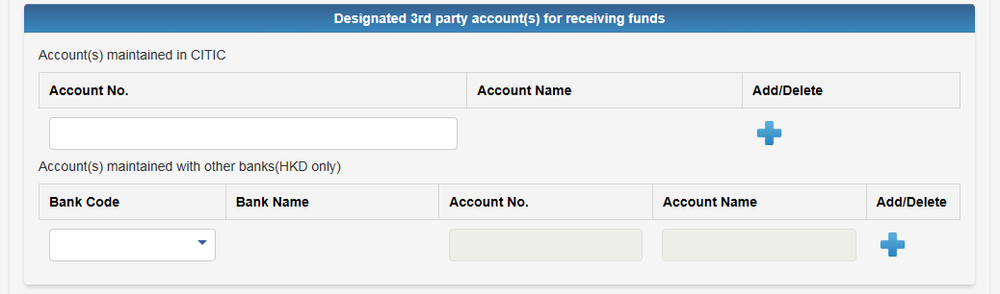 Designated 3rd party account(s) for receiving funds
Account(s) maintained in CITIC
Account No. Account Name Add/Delete
Account(s) maintained with other banks(HKD only)
Bank Code Bank Name Account No. Account Name Add/Delete